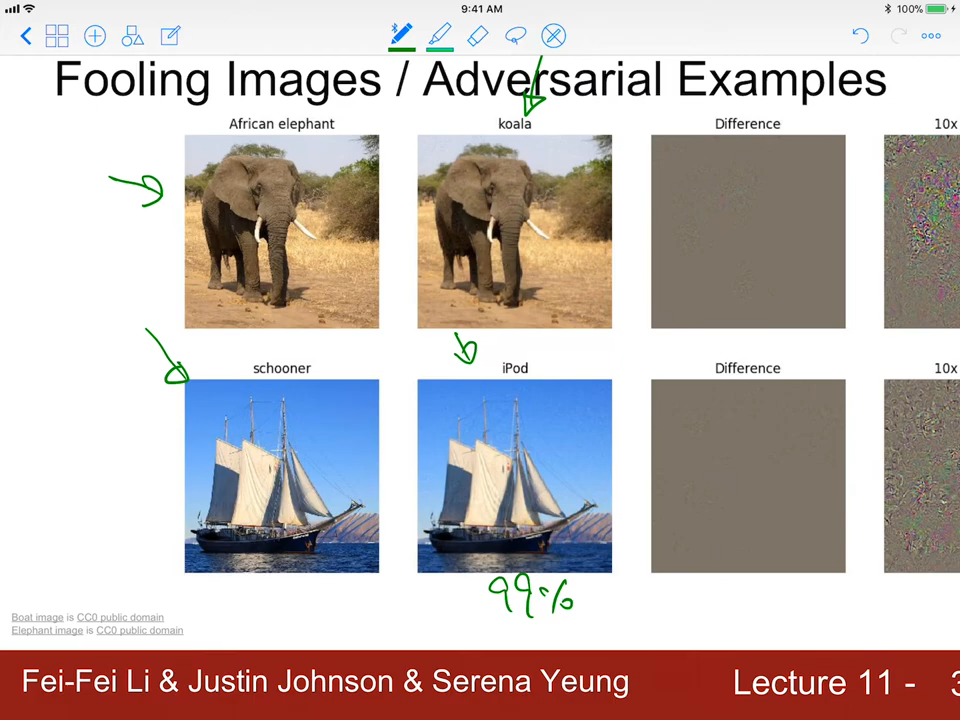 9:41 AM
100%
Fooling Images / Adversarial Examples
African elephant koala Difference 10x
schooner iPod Difference 10x
99%
Boat image is CC0 public domain
Elephant image is CC0 public domain
Fei-Fei Li & Justin Johnson & Serena Yeung Lecture 11 -